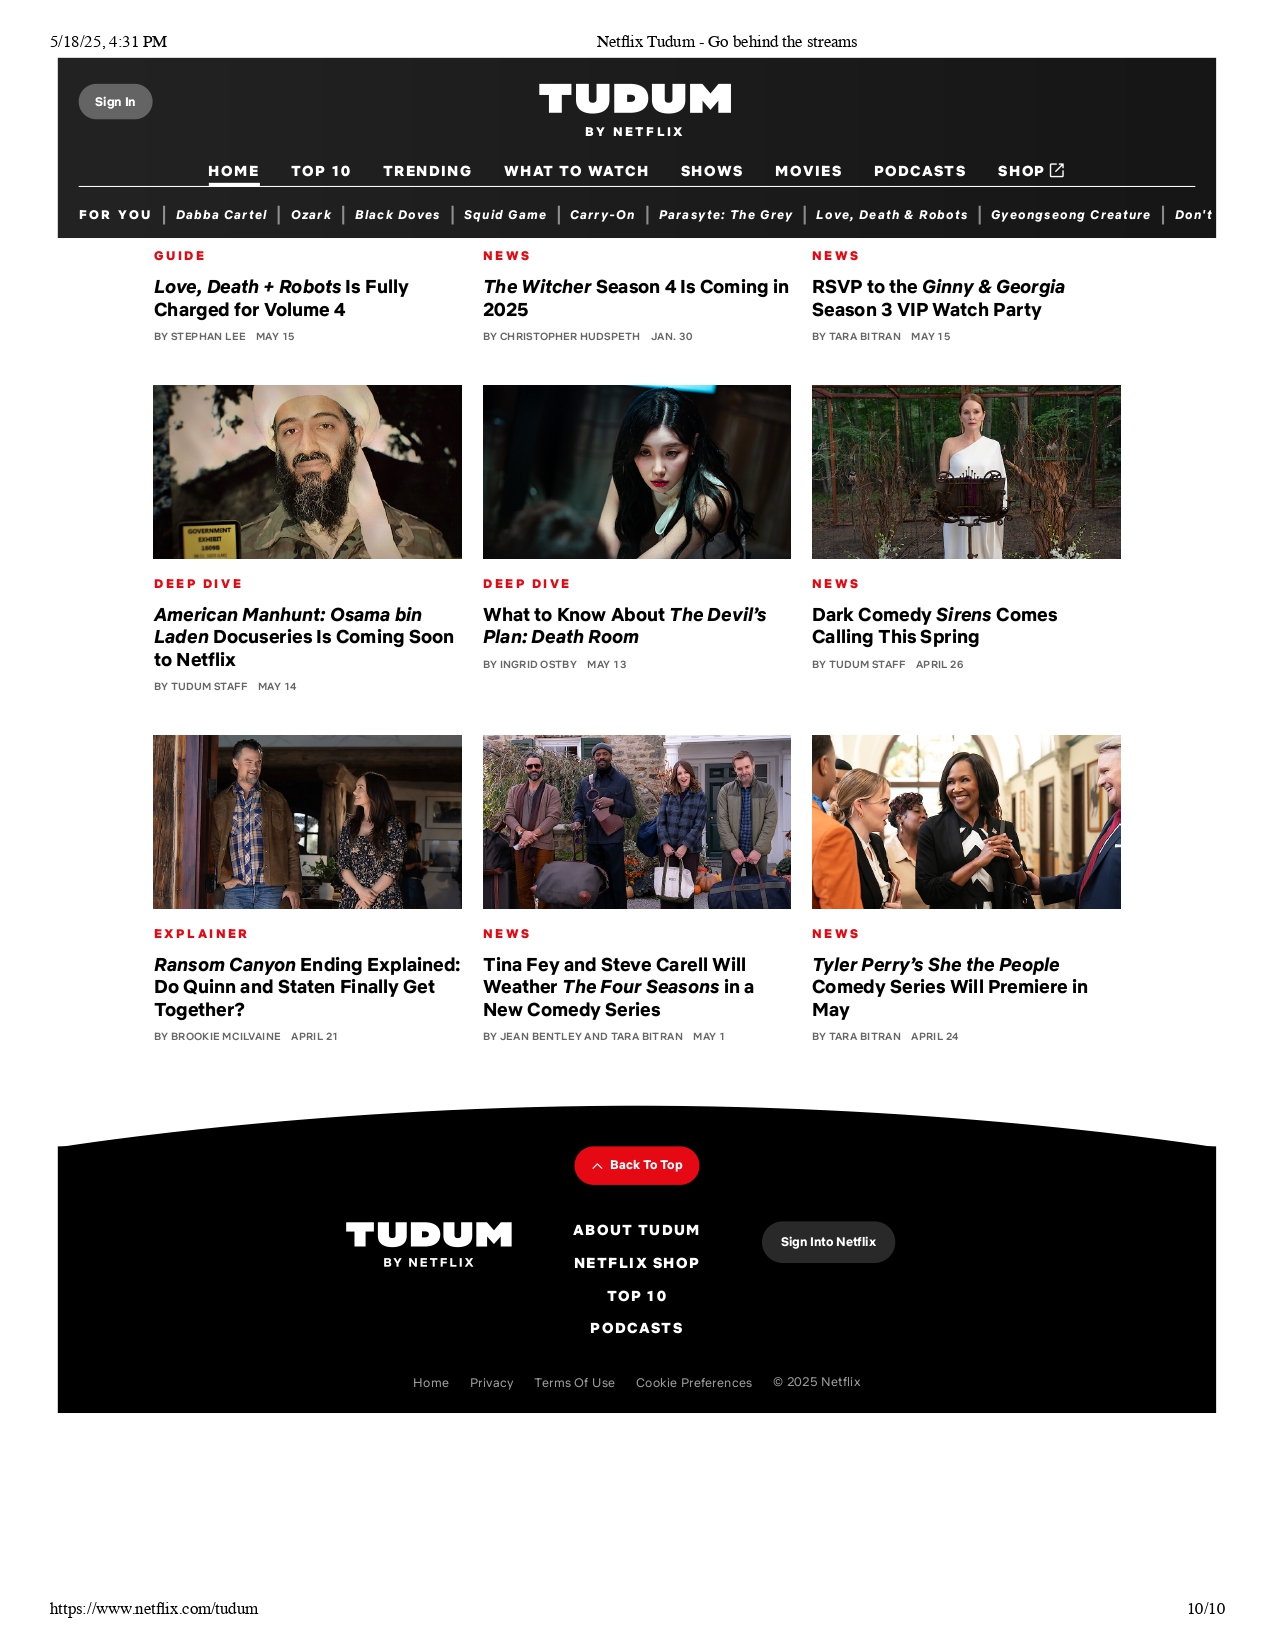 5/18/25, 4:31 PM
Netflix Tudum - Go behind the streams
Sign In
TUDUM
BY NETFLIX
HOME TOP 10 TRENDING WHAT TO WATCH SHOWS MOVIES PODCASTS SHOP
FOR YOU | Dabba Cartel | Ozark | Black Doves | Squid Game | Carry-On | Parasyte: The Grey | Love, Death & Robots | Gyeongseong Creature | Don't
GUIDE
Love, Death + Robots Is Fully
Charged for Volume 4
BY STEPHAN LEE MAY 15
NEWS
The Witcher Season 4 Is Coming in
2025
BY CHRISTOPHER HUDSPETH JAN. 30
NEWS
RSVP to the Ginny & Georgia
Season 3 VIP Watch Party
BY TARA BITRAN MAY 15
GOVERNMENT
EXHIBIT
DEEP DIVE
American Manhunt: Osama bin
Laden Docuseries Is Coming Soon
to Netflix
BY TUDUM STAFF MAY 14
DEEP DIVE
What to Know About The Devil’s
Plan: Death Room
BY INGRID OSTBY MAY 13
NEWS
Dark Comedy Sirens Comes
Calling This Spring
BY TUDUM STAFF APRIL 26
EXPLAINER
Ransom Canyon Ending Explained:
Do Quinn and Staten Finally Get
Together?
BY BROOKIE MCILVAINE APRIL 21
NEWS
Tina Fey and Steve Carell Will
Weather The Four Seasons in a
New Comedy Series
BY JEAN BENTLEY AND TARA BITRAN MAY 1
NEWS
Tyler Perry’s She the People
Comedy Series Will Premiere in
May
BY TARA BITRAN APRIL 24
Back To Top
TUDUM
BY NETFLIX
ABOUT TUDUM
NETFLIX SHOP
TOP 10
PODCASTS
Sign Into Netflix
Home Privacy Terms Of Use Cookie Preferences © 2025 Netflix
https://www.netflix.com/tudum
10/10